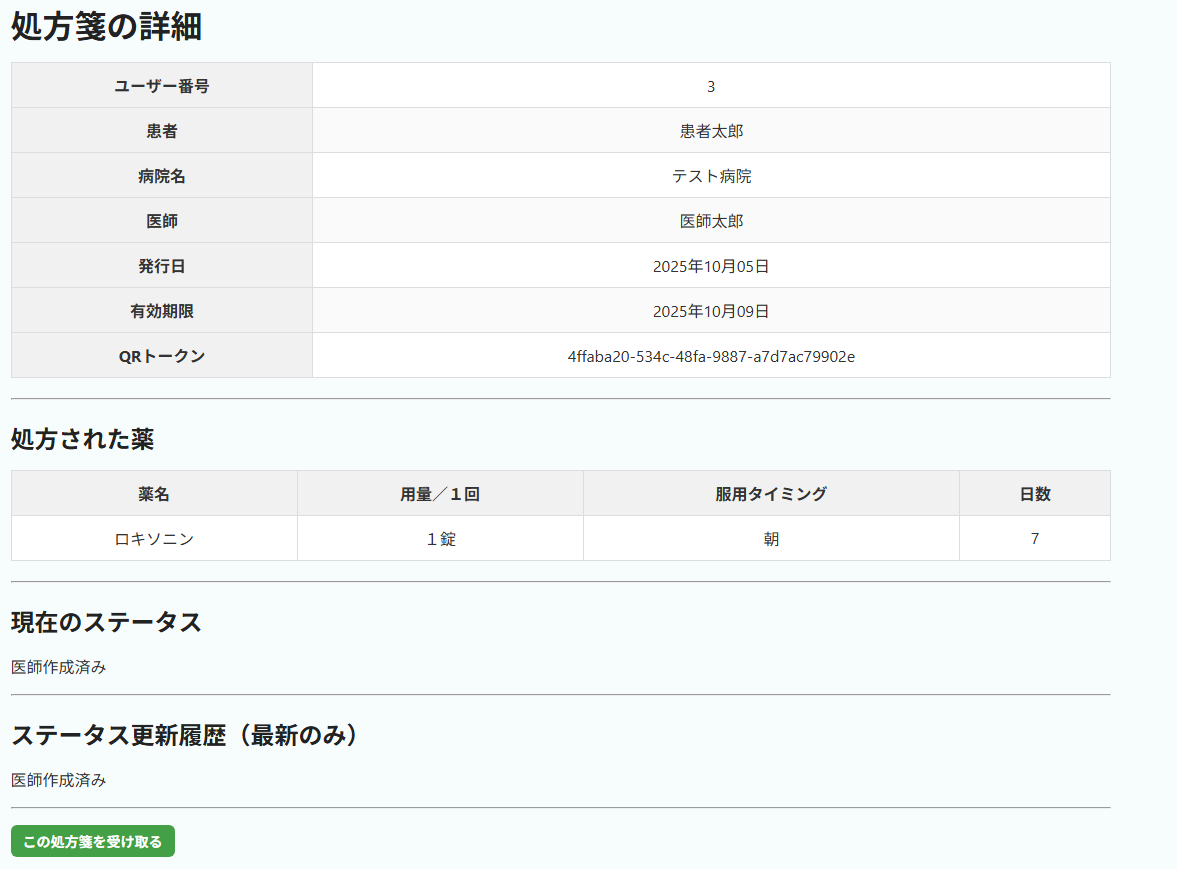 処方箋の詳細
ユーザー番号 3
患者 患者太郎
病院名 テスト病院
医師 医師太郎
発行日 2025年10月05日
有効期限 2025年10月09日
QRトークン 4ffaba20-534c-48fa-9887-a7d7ac79902e
処方された薬
薬名 用量／１回 服用タイミング 日数
ロキソニン １錠 朝 7
現在のステータス
医師作成済み
ステータス更新履歴（最新のみ）
医師作成済み
この処方箋を受け取る